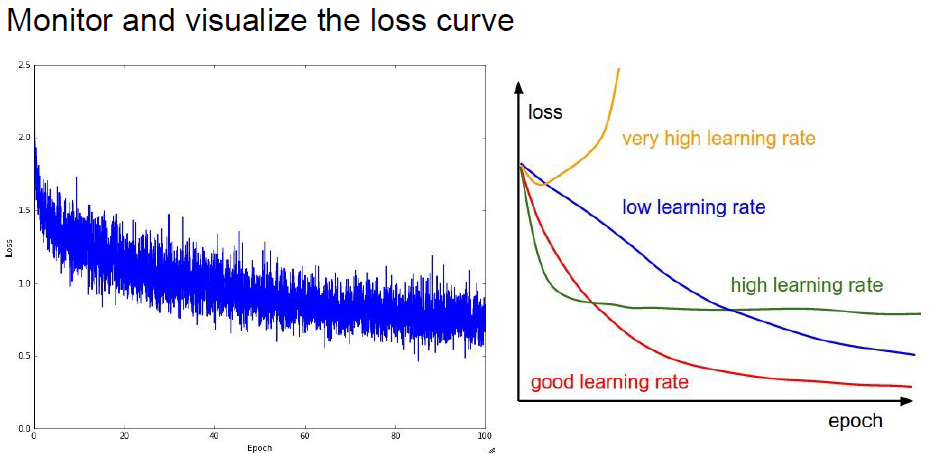 Monitor and visualize the loss curve
2.5
2.0
1.5
1.0
0.5
0.0
Loss
0
20
40
60
80
100
Epoch
loss
very high learning rate
low learning rate
high learning rate
good learning rate
epoch